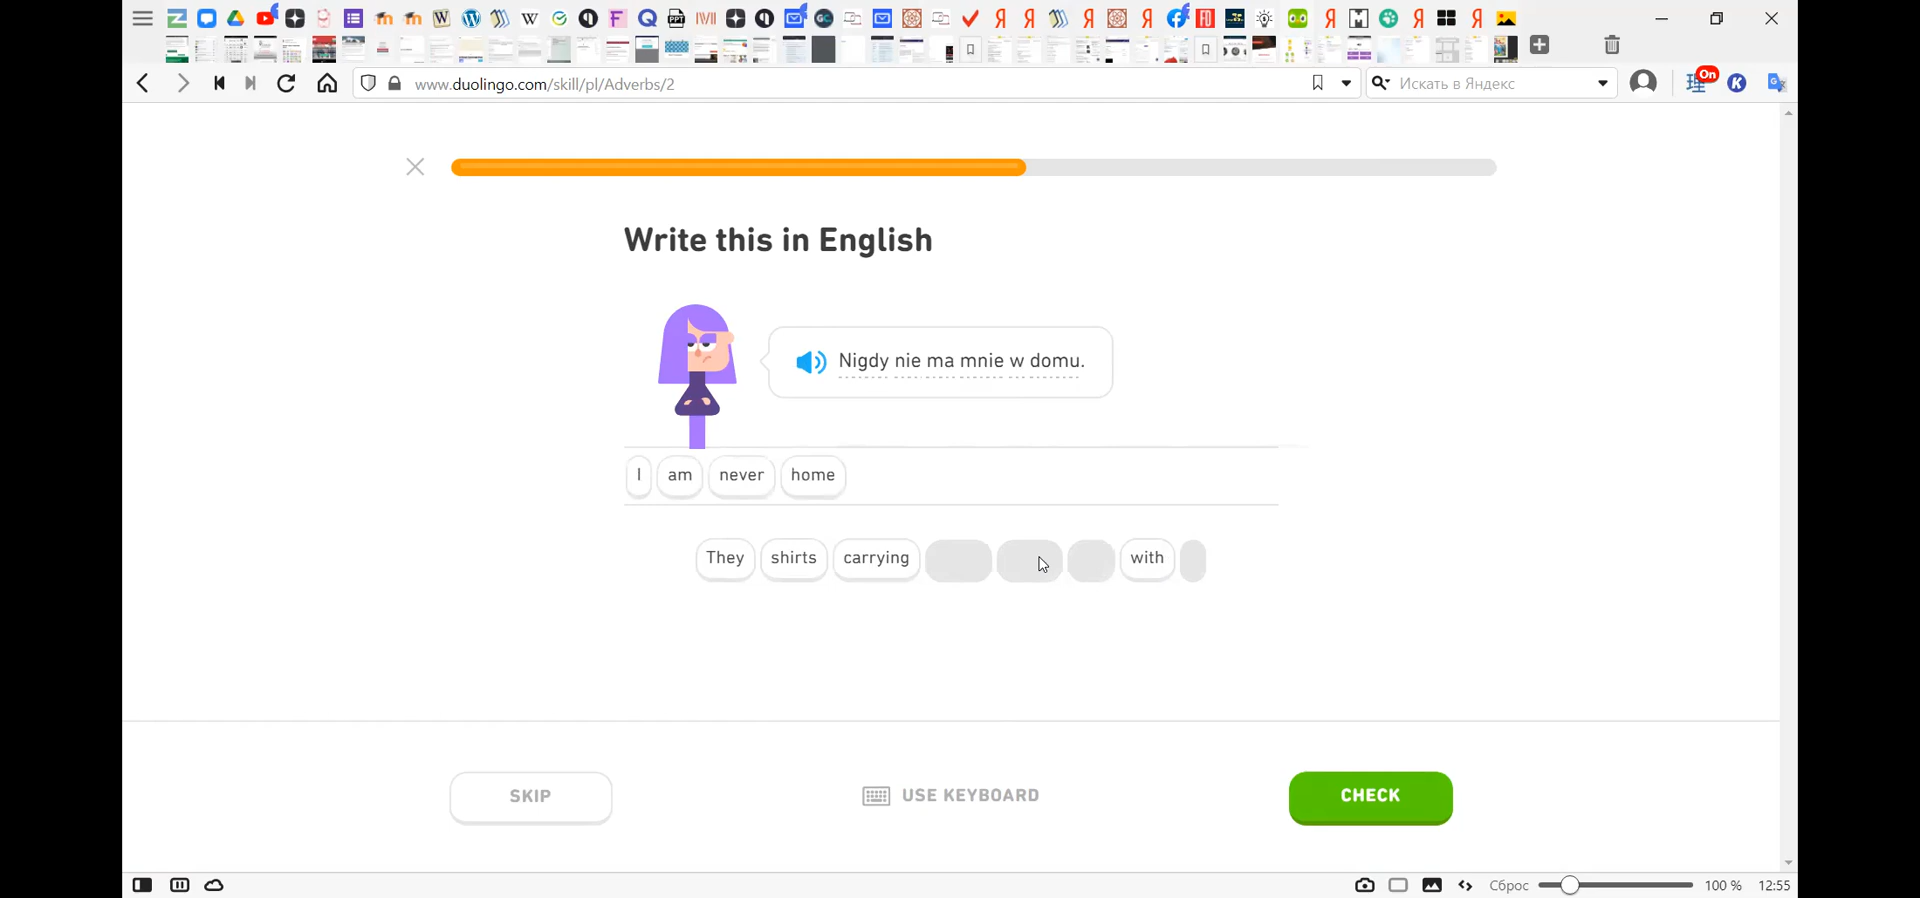 www.duolingo.com/skill/pl/Adverbs/2
Искать в Яндекс
On
Write this in English
Nigdy nie ma mnie w domu.
I am never home
They shirts carrying with
SKIP
USE KEYBOARD
CHECK
Сброс
100 %
12:55